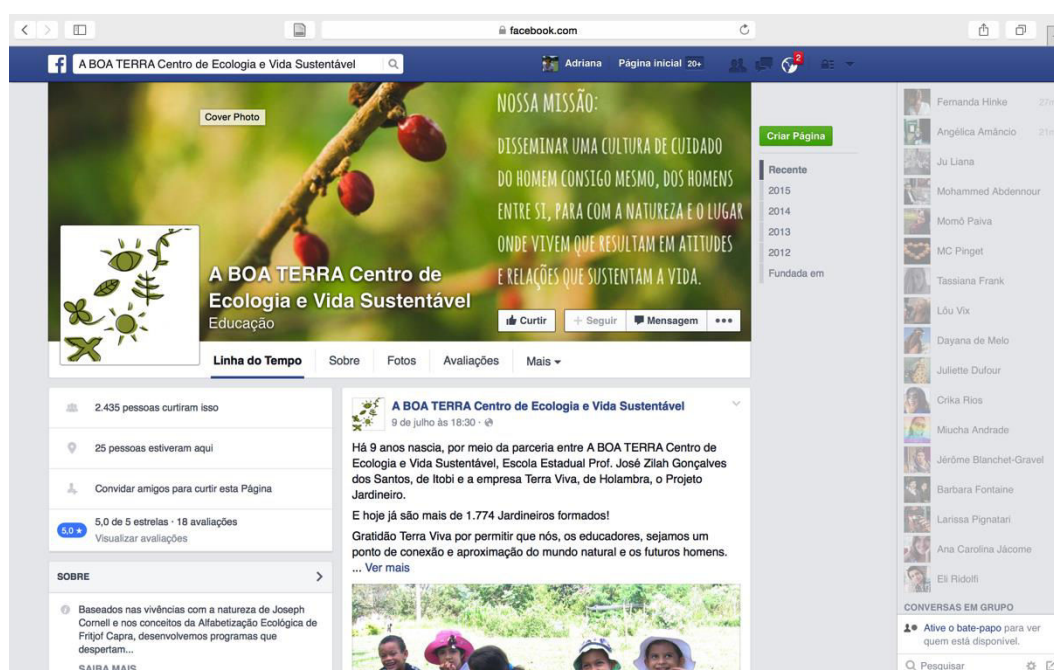 facebook.com
A BOA TERRA Centro de Ecologia e Vida Sustentável
Adriana Página inicial 20+
2
Cover Photo
NOSSA MISSÃO:
DISSEMINAR UMA CULTURA DE CUIDADO
DO HOMEM CONSIGO MESMO, DOS HOMENS
ENTRE SI, PARA COM A NATUREZA E O LUGAR
ONDE VIVEM QUE RESULTAM EM ATITUDES
E RELAÇÕES QUE SUSTENTAM A VIDA.
A BOA TERRA Centro de
Ecologia e Vida Sustentável
Educação
Curtir + Seguir Mensagem •••
Linha do Tempo Sobre Fotos Avaliações Mais
Criar Página
Recente
2015
2014
2013
2012
Fundada em
2.435 pessoas curtiram isso
25 pessoas estiveram aqui
Convidar amigos para curtir esta Página
5,0 ★
5,0 de 5 estrelas · 18 avaliações
Visualizar avaliações
SOBRE
Baseados nas vivências com a natureza de Joseph
Cornell e nos conceitos da Alfabetização Ecológica de
Fritjof Capra, desenvolvemos programas que
despertam...
SAIBA MAIS
A BOA TERRA Centro de Ecologia e Vida Sustentável
9 de julho às 18:30 ·
Há 9 anos nascia, por meio da parceria entre A BOA TERRA Centro de
Ecologia e Vida Sustentável, Escola Estadual Prof. José Zilah Gonçalves
dos Santos, de Itobi e a empresa Terra Viva, de Holambra, o Projeto
Jardineiro.
E hoje já são mais de 1.774 Jardineiros formados!
Gratidão Terra Viva por permitir que nós, os educadores, sejamos um
ponto de conexão e aproximação do mundo natural e os futuros homens.
... Ver mais
Fernanda Hinke
Angélica Amâncio
Ju Liana
Mohammed Abdennour
Momô Paiva
MC Pinget
Tassiana Frank
Lôu Vix
Dayana de Melo
Juliette Dufour
Crika Rios
Miucha Andrade
Jérôme Blanchet-Gravel
Barbara Fontaine
Larissa Pignatari
Ana Carolina Jácome
Eli Ridolfi
CONVERSAS EM GRUPO
Ative o bate-papo para ver
quem está disponível.
Pesquisar